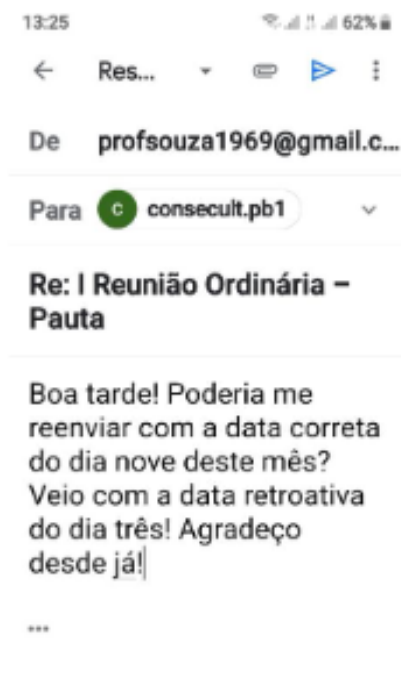 13:25 62%
Res...
De profsouza1969@gmail.c...
Para C consecult.pb1
Re: I Reunião Ordinária –
Pauta
Boa tarde! Poderia me
reenviar com a data correta
do dia nove deste mês?
Veio com a data retroativa
do dia três! Agradeço
desde já!
...